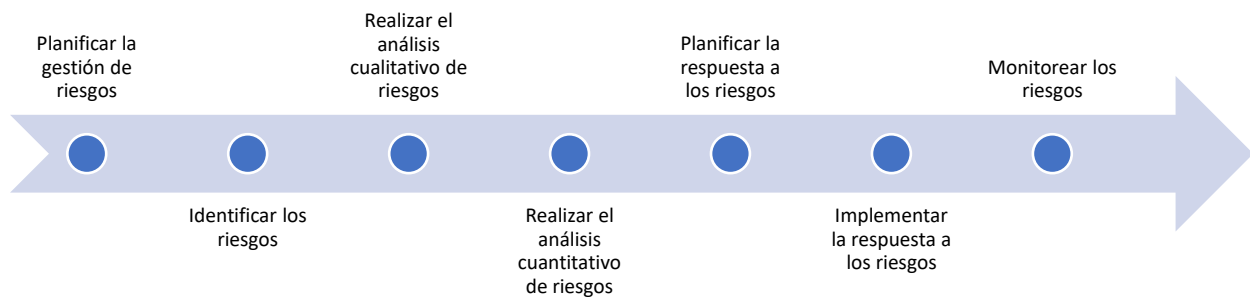 Planificar la
gestión de
riesgos
Identificar los
riesgos
Realizar el
análisis
cualitativo de
riesgos
Realizar el
análisis
cuantitativo
de riesgos
Planificar la
respuesta a
los riesgos
Implementar
la respuesta a
los riesgos
Monitorear los
riesgos